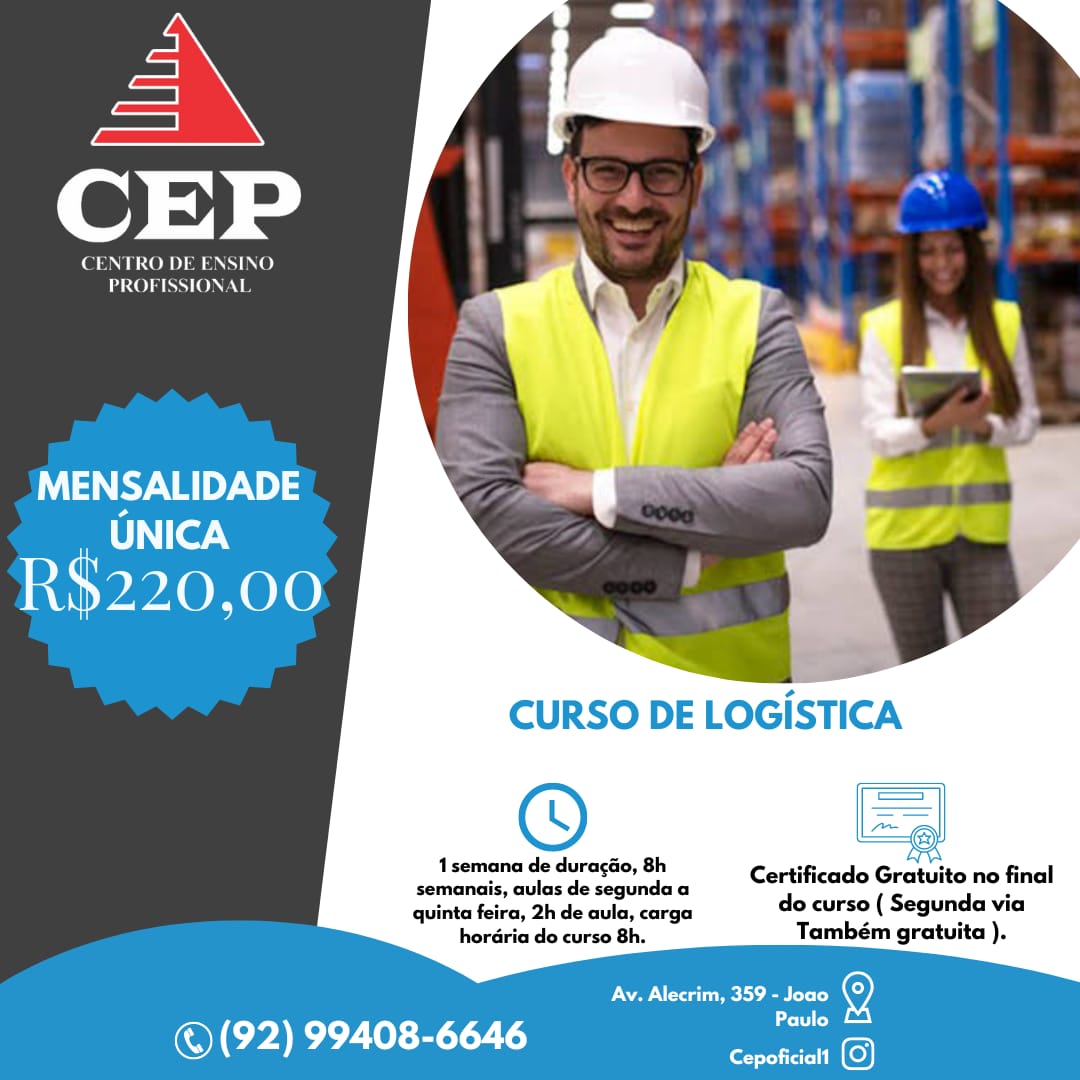 CEP
CENTRO DE ENSINO
PROFISSIONAL
MENSALIDADE
ÚNICA
R$220,00
CURSO DE LOGÍSTICA
1 semana de duração, 8h
semanais, aulas de segunda a
quinta feira, 2h de aula, carga
horária do curso 8h.
Certificado Gratuito no final
do curso ( Segunda via
Também gratuita ).
(92) 99408-6646
Av. Alecrim, 359 - Joao
Paulo
Cepoficial1